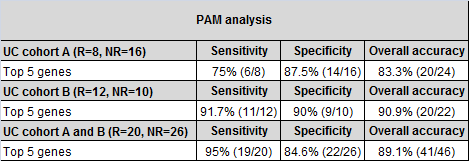 PAM analysis
UC cohort A (R=8, NR=16) Sensitivity Specificity Overall accuracy
Top 5 genes 75% (6/8) 87.5% (14/16) 83.3% (20/24)
UC cohort B (R=12, NR=10) Sensitivity Specificity Overall accuracy
Top 5 genes 91.7% (11/12) 90% (9/10) 90.9% (20/22)
UC cohort A and B (R=20, NR=26) Sensitivity Specificity Overall accuracy
Top 5 genes 95% (19/20) 84.6% (22/26) 89.1% (41/46)